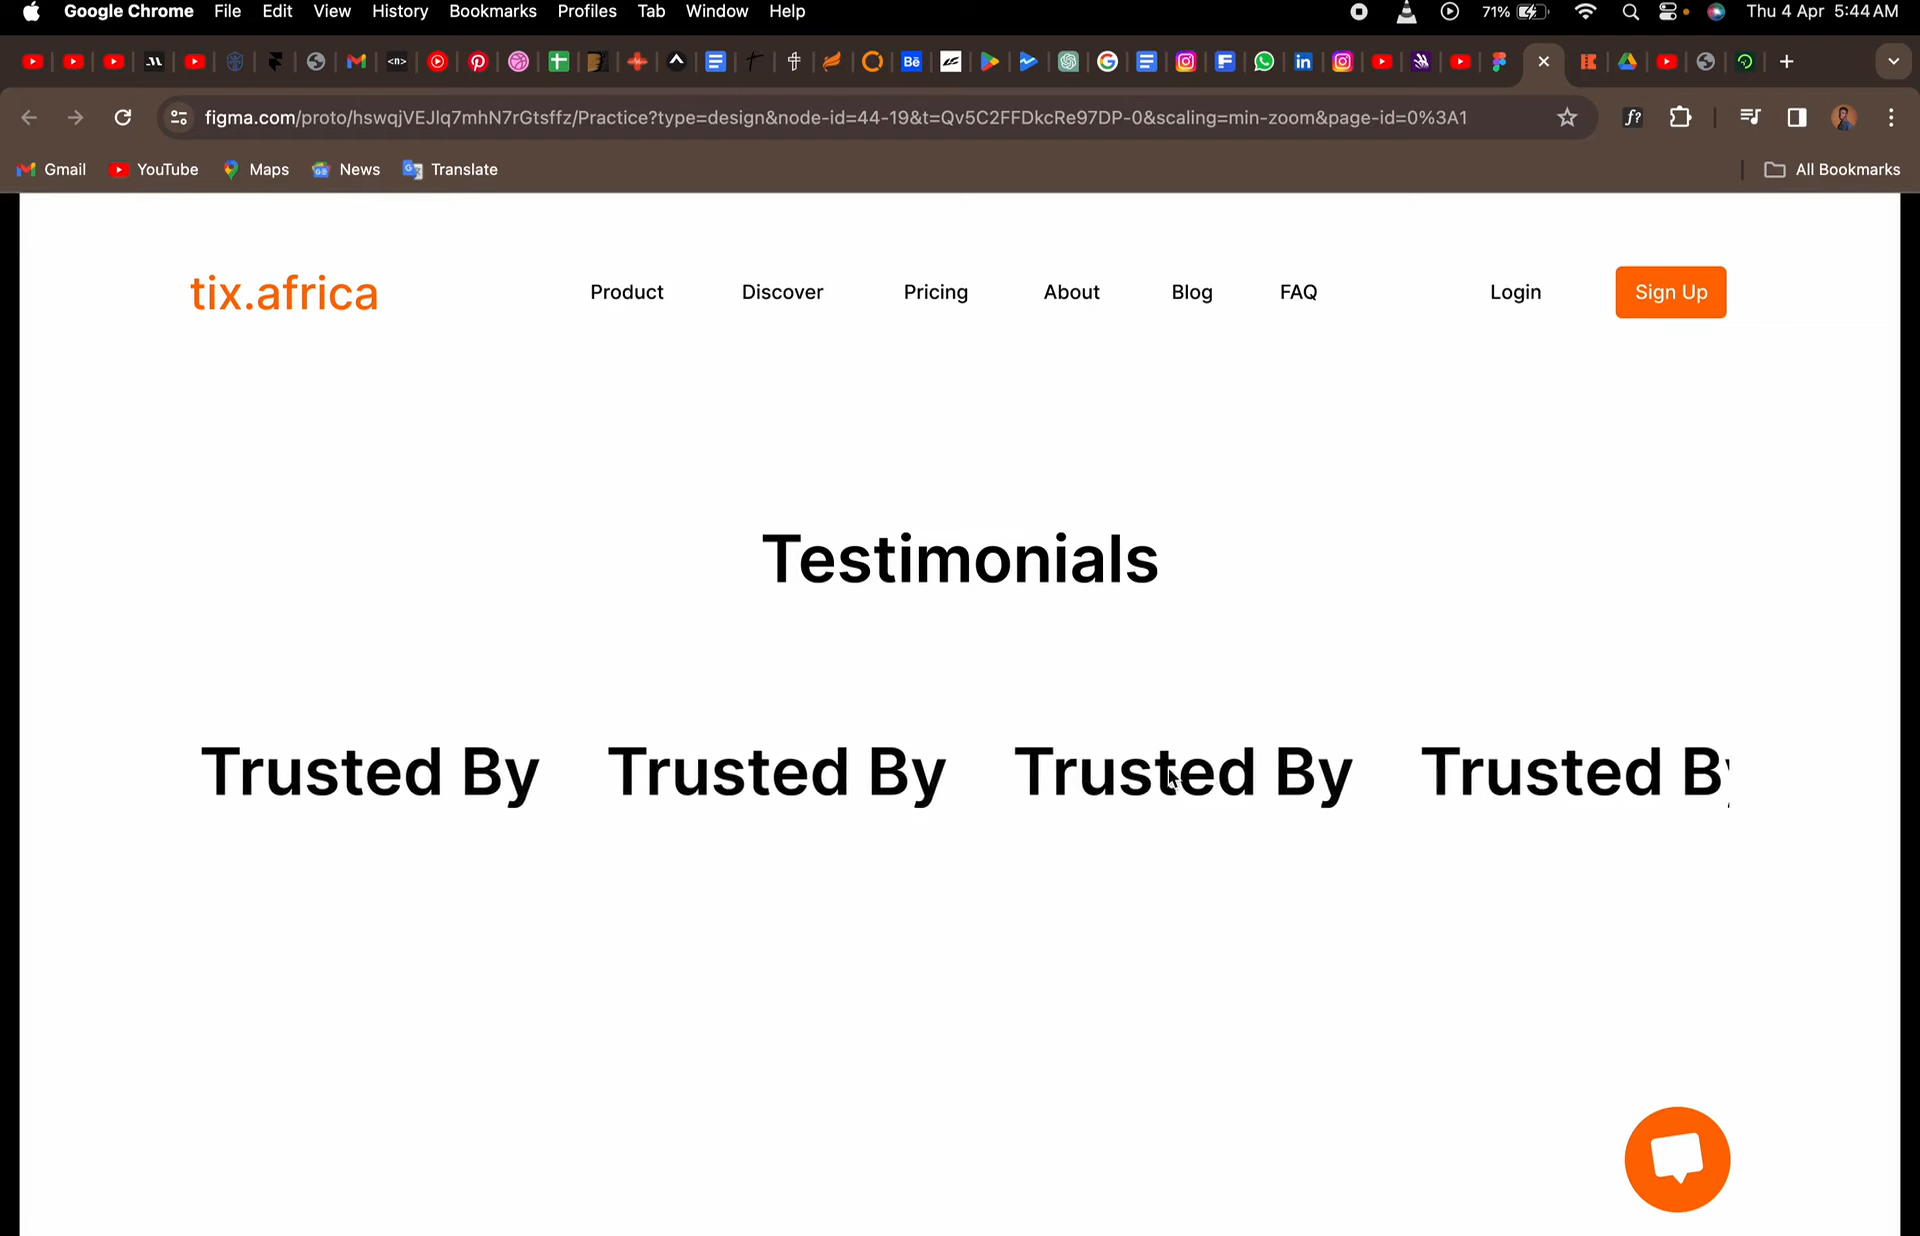 Google Chrome File Edit View History Bookmarks Profiles Tab Window Help 71% Thu 4 Apr 5:44 AM
figma.com/proto/hswqjVEJlq7mhN7rGtsffz/Practice?type=design&node-id=44-19&t=Qv5C2FFDkcRe97DP-0&scaling=min-zoom&page-id=0%3A1
Gmail YouTube Maps News Translate All Bookmarks
tix.africa Product Discover Pricing About Blog FAQ Login Sign Up
Testimonials
Trusted By Trusted By Trusted By Trusted By